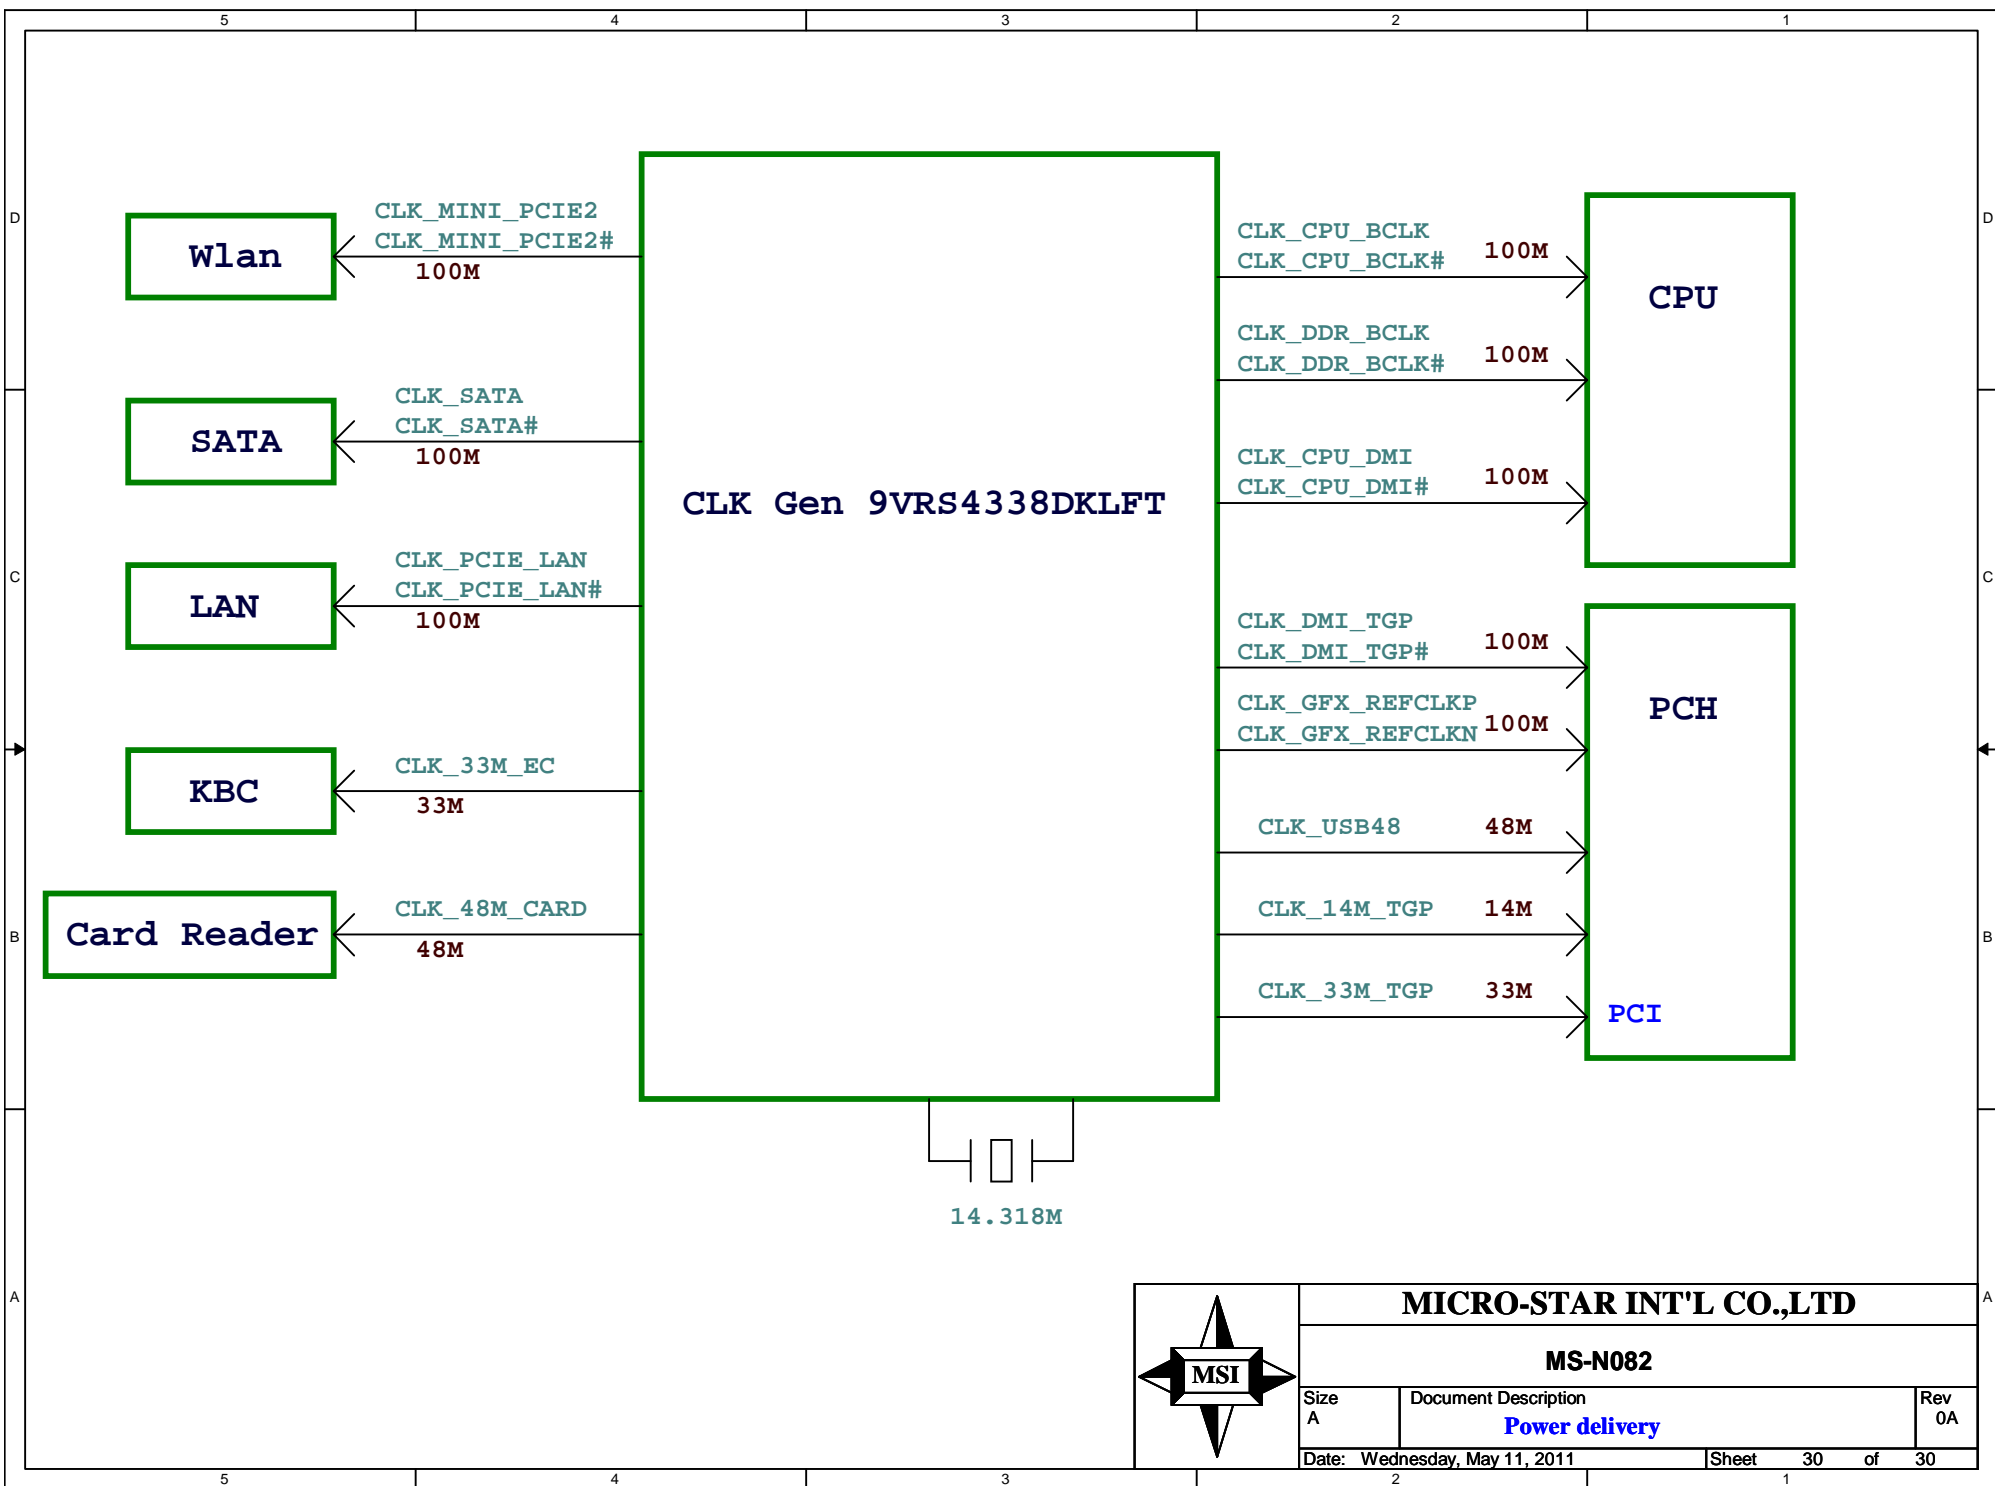 5 4 3 2 1
D
D
C
C
B
B
A
A
Wlan
CLK_MINI_PCIE2
CLK_MINI_PCIE2#
100M
SATA
CLK_SATA
CLK_SATA#
100M
LAN
CLK_PCIE_LAN
CLK_PCIE_LAN#
100M
KBC
CLK_33M_EC
33M
Card Reader
CLK_48M_CARD
48M
CLK Gen 9VRS4338DKLFT
14.318M
CLK_CPU_BCLK
CLK_CPU_BCLK#
100M
CLK_DDR_BCLK
CLK_DDR_BCLK#
100M
CLK_CPU_DMI
CLK_CPU_DMI#
100M
CPU
CLK_DMI_TGP
CLK_DMI_TGP#
100M
CLK_GFX_REFCLKP
CLK_GFX_REFCLKN
100M
CLK_USB48 48M
CLK_14M_TGP 14M
CLK_33M_TGP 33M
PCH
PCI
MSI
MICRO-STAR INT'L CO.,LTD
MS-N082
Size
A
Document Description
Power delivery
Rev
0A
Date: Wednesday, May 11, 2011
Sheet 30 of 30
5 4 3 2 1